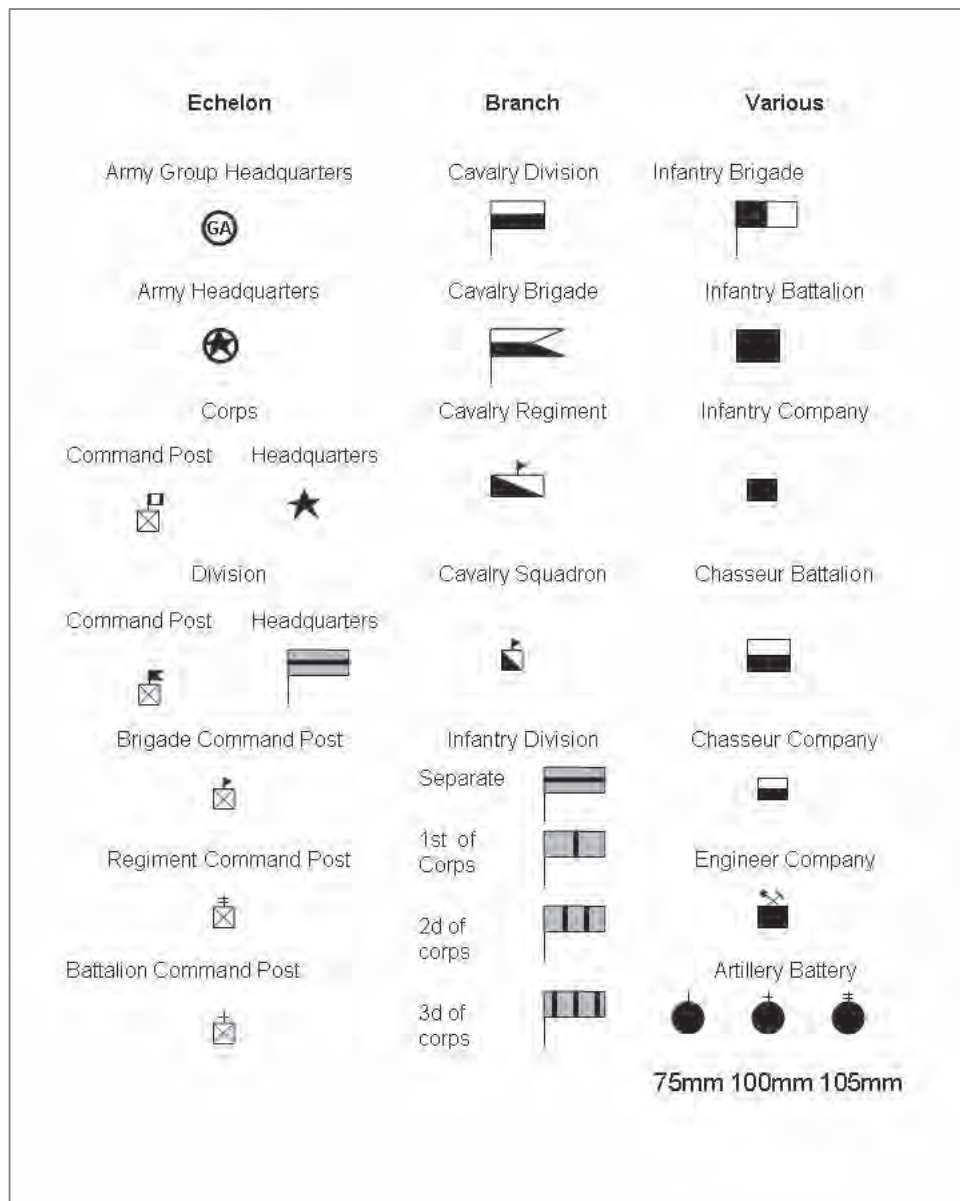 Echelon
Branch
Various
Army Group Headquarters
Cavalry Division
Infantry Brigade
GA
Army Headquarters
Cavalry Brigade
Infantry Battalion
Corps
Cavalry Regiment
Infantry Company
Command Post
Headquarters
Division
Cavalry Squadron
Chasseur Battalion
Command Post
Headquarters
Brigade Command Post
Infantry Division
Chasseur Company
Separate
1st of
Corps
Regiment Command Post
Engineer Company
2d of
corps
Battalion Command Post
Artillery Battery
3d of
corps
75mm 100mm 105mm